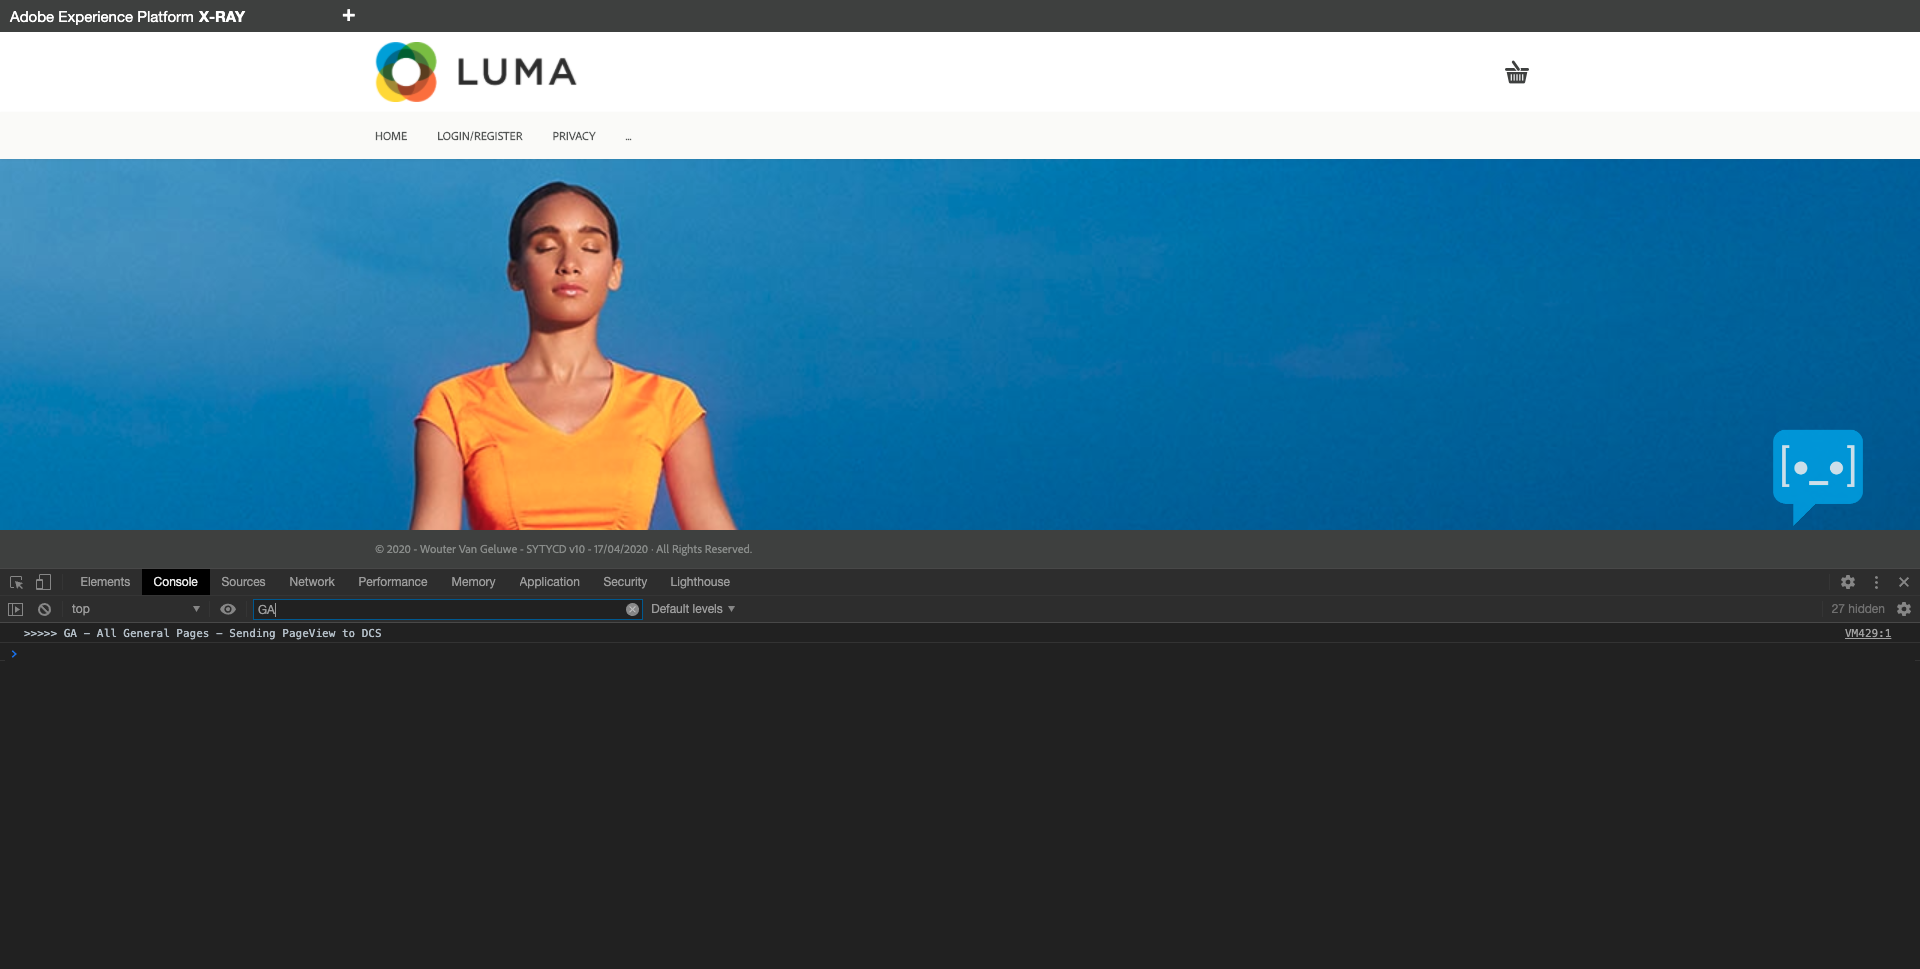 Adobe Experience Platform X-RAY +
LUMA
HOME LOGIN/REGISTER PRIVACY ...
© 2020 - Wouter Van Geluwe - SYTYCD v10 - 17/04/2020 · All Rights Reserved.
Elements Console Sources Network Performance Memory Application Security Lighthouse
top GA Default levels 27 hidden
>>>>> GA – All General Pages – Sending PageView to DCS VM429:1
>